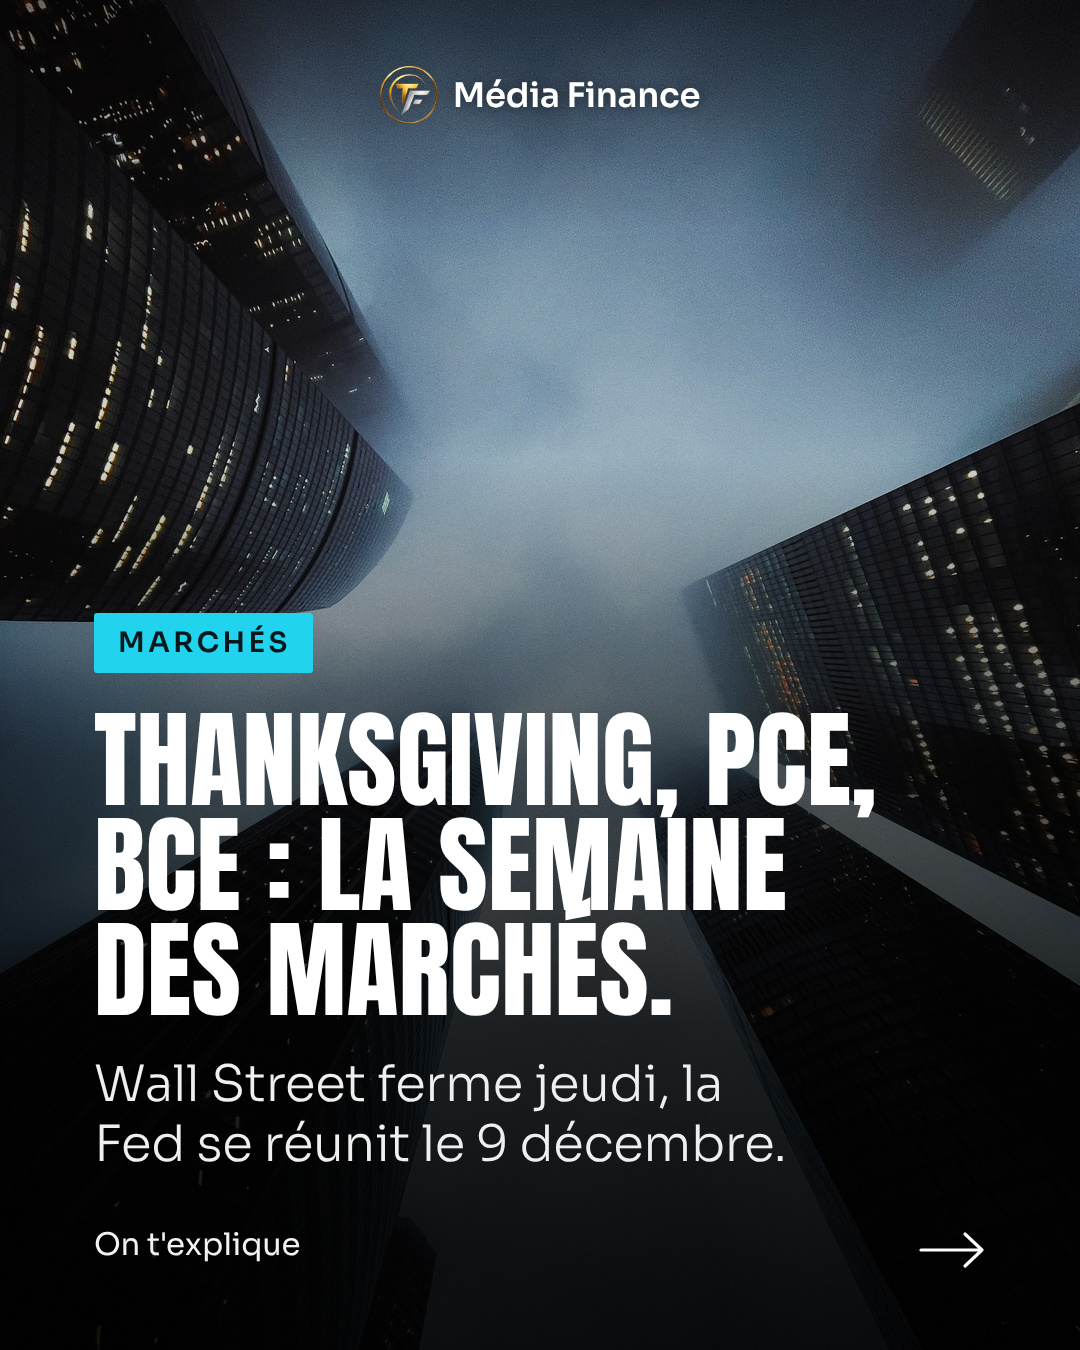 TF Média Finance
MARCHÉS
THANKSGIVING, PCE,
BCE : LA SEMAINE
DES MARCHÉS.
Wall Street ferme jeudi, la
Fed se réunit le 9 décembre.
On t'explique